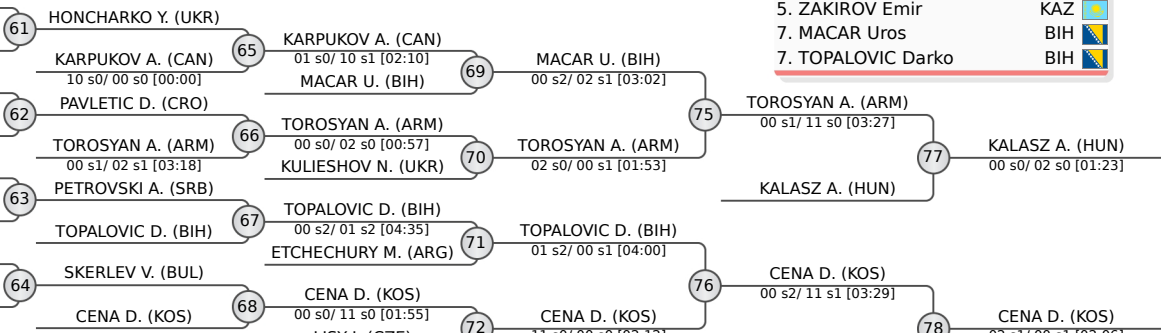 HONCHARKO Y. (UKR)
61
KARPUKOV A. (CAN)
10 s0/ 00 s0 [00:00]
65
PAVLETIC D. (CRO)
62
TOROSYAN A. (ARM)
00 s1/ 02 s1 [03:18]
66
PETROVSKI A. (SRB)
63
TOPALOVIC D. (BIH)
67
SKERLEV V. (BUL)
64
CENA D. (KOS)
68
KARPUKOV A. (CAN)
01 s0/ 10 s1 [02:10]
MACAR U. (BIH)
69
TOROSYAN A. (ARM)
00 s0/ 02 s0 [00:57]
KULIESHOV N. (UKR)
70
TOPALOVIC D. (BIH)
00 s2/ 01 s2 [04:35]
ETCHECHURY M. (ARG)
71
CENA D. (KOS)
00 s0/ 11 s0 [01:55]
72
MACAR U. (BIH)
00 s2/ 02 s1 [03:02]
75
TOROSYAN A. (ARM)
02 s0/ 00 s1 [01:53]
TOPALOVIC D. (BIH)
01 s2/ 00 s1 [04:00]
76
CENA D. (KOS)
TOROSYAN A. (ARM)
00 s1/ 11 s0 [03:27]
77
KALASZ A. (HUN)
CENA D. (KOS)
00 s2/ 11 s1 [03:29]
78
KALASZ A. (HUN)
00 s0/ 02 s0 [01:23]
CENA D. (KOS)
5. ZAKIROV Emir KAZ
7. MACAR Uros BIH
7. TOPALOVIC Darko BIH